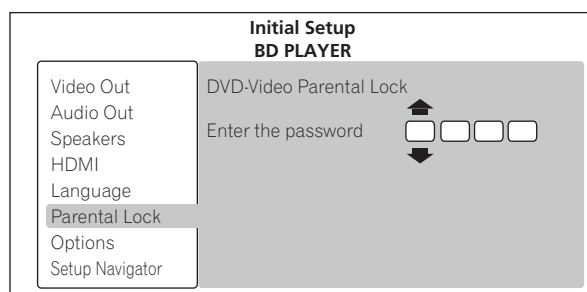 Initial Setup
BD PLAYER
Video Out
Audio Out
Speakers
HDMI
Language
Parental Lock
Options
Setup Navigator
DVD-Video Parental Lock
Enter the password